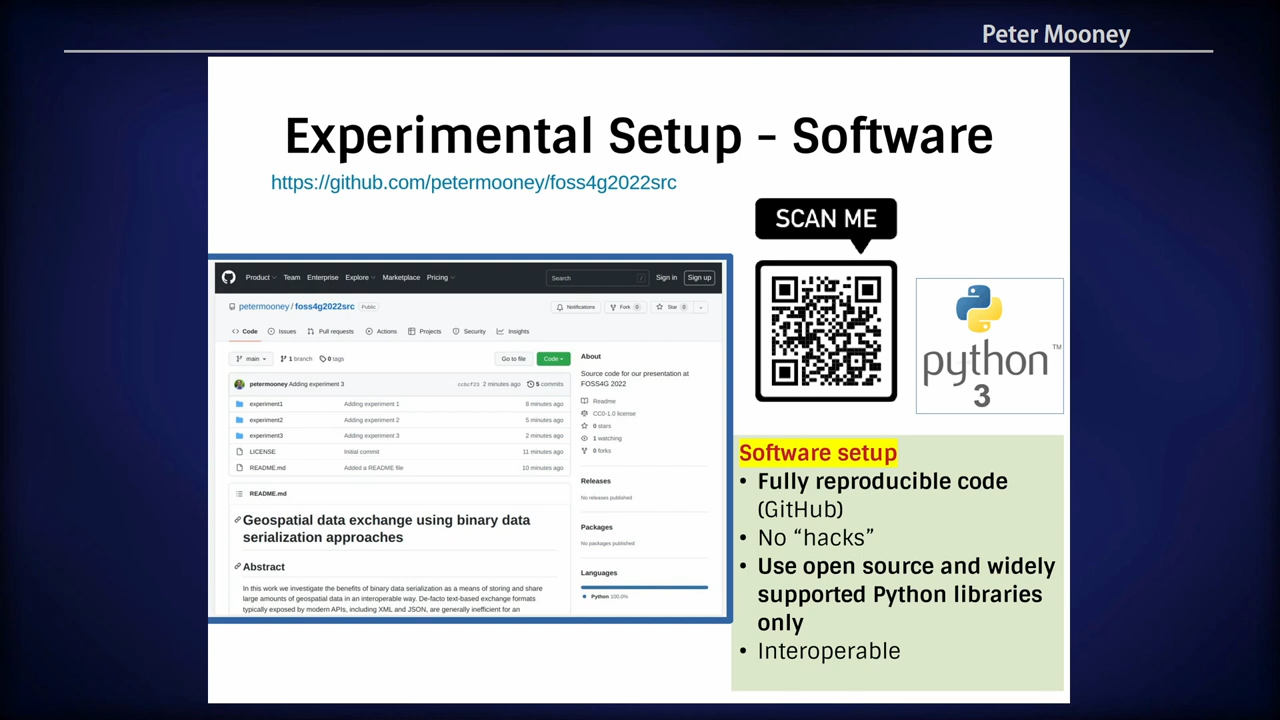 Peter Mooney
Experimental Setup - Software
https://github.com/petermooney/foss4g2022src
SCAN ME
Product Team Enterprise Explore Marketplace Pricing
Search /
Sign in Sign up
petermooney / foss4g2022src Public
Notifications Fork 0 Star 0
Code Issues Pull requests Actions Projects Security Insights
main 1 branch 0 tags Go to file Code
petermooney Adding experiment 3 ccbcf23 2 minutes ago 5 commits
experiment1 Adding experiment 1 8 minutes ago
experiment2 Adding experiment 2 5 minutes ago
experiment3 Adding experiment 3 2 minutes ago
LICENSE Initial commit 11 minutes ago
README.md Added a README file 10 minutes ago
README.md
Geospatial data exchange using binary data
serialization approaches
Abstract
In this work we investigate the benefits of binary data serialization as a means of storing and share
large amounts of geospatial data in an interoperable way. De-facto text-based exchange formats
typically exposed by modern APIs, including XML and JSON, are generally inefficient for an
About
Source code for our presentation at
FOSS4G 2022
Readme
CC0-1.0 license
0 stars
1 watching
0 forks
Releases
No releases published
Packages
No packages published
Languages
Python 100.0%
python™
3
Software setup
• Fully reproducible code
(GitHub)
• No “hacks”
• Use open source and widely
supported Python libraries
only
• Interoperable